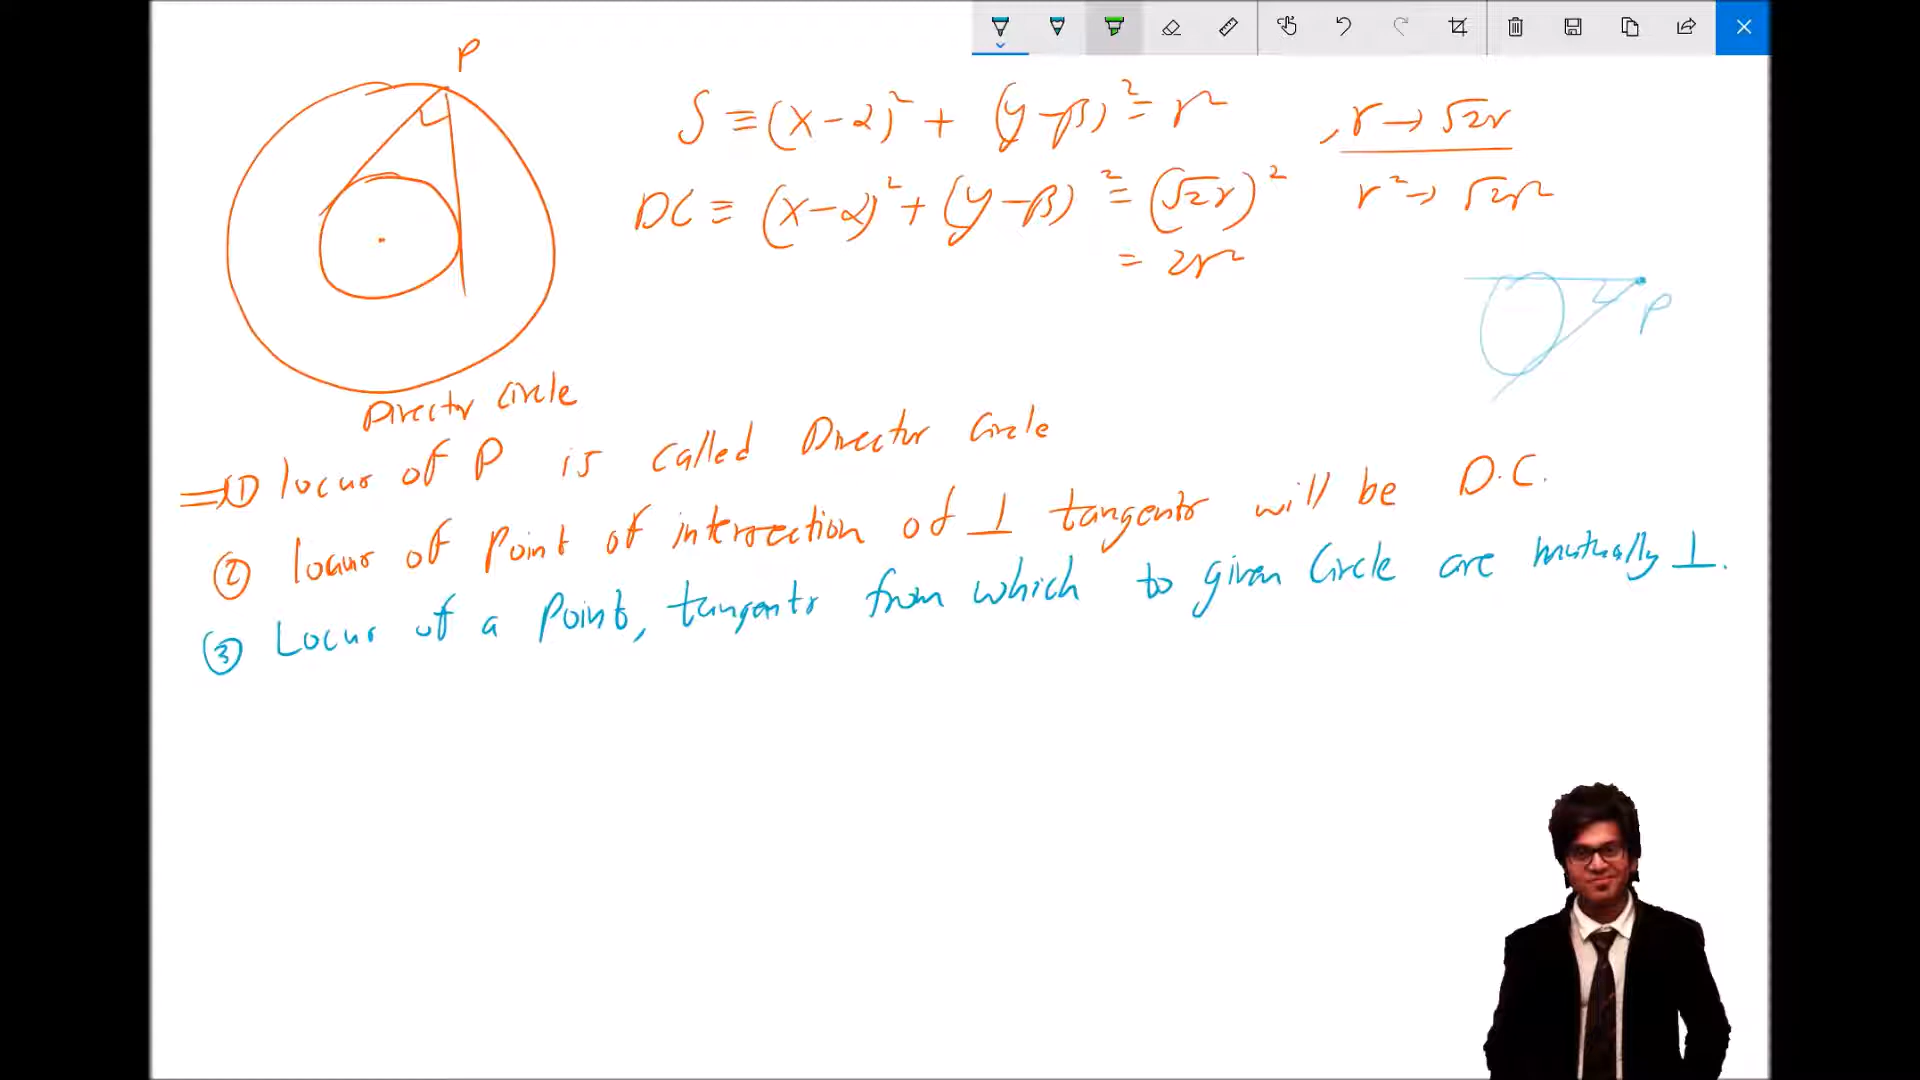 P
S ≡ (x-α)² + (y-β)² = r² , r → √2r
DC ≡ (x-α)² + (y-β)² = (√2r)² r² → √2r²
= 2r²
P
Director Circle
⇒ ① locus of P is called Director Circle
② locus of point of intersection of ⊥ tangents will be D.C.
③ Locus of a point, tangents from which to given Circle are mutually ⊥.